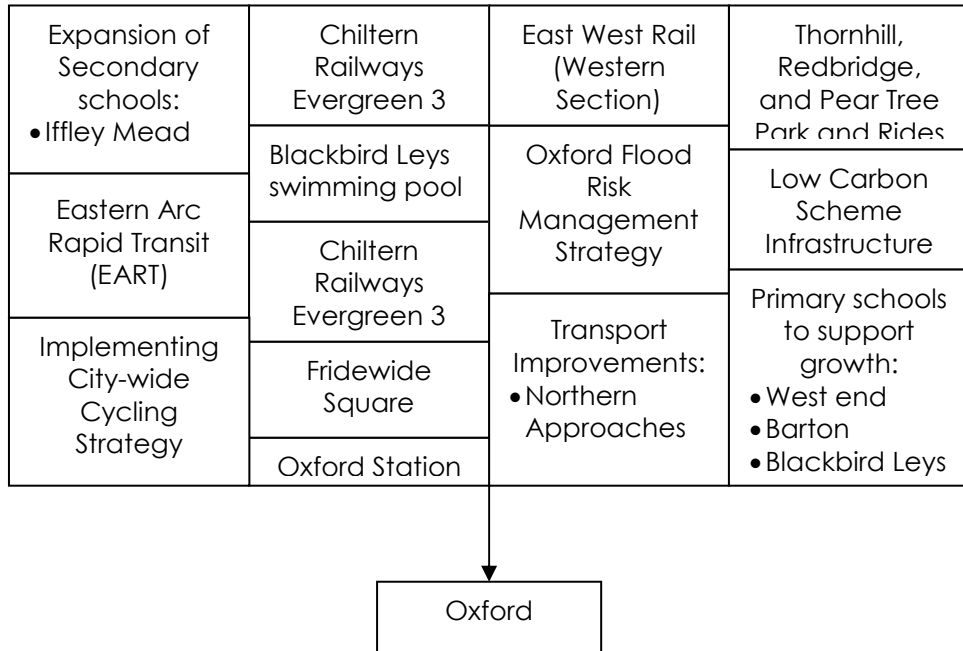 Expansion of
Secondary
schools:
• Iffley Mead
Eastern Arc
Rapid Transit
(EART)
Implementing
City-wide
Cycling
Strategy
Chiltern
Railways
Evergreen 3
Blackbird Leys
swimming pool
Chiltern
Railways
Evergreen 3
Fridewide
Square
Oxford Station
East West Rail
(Western
Section)
Oxford Flood
Risk
Management
Strategy
Transport
Improvements:
• Northern
Approaches
Thornhill,
Redbridge,
and Pear Tree
Park and Rides
Low Carbon
Scheme
Infrastructure
Primary schools
to support
growth:
• West end
• Barton
• Blackbird Leys
Oxford